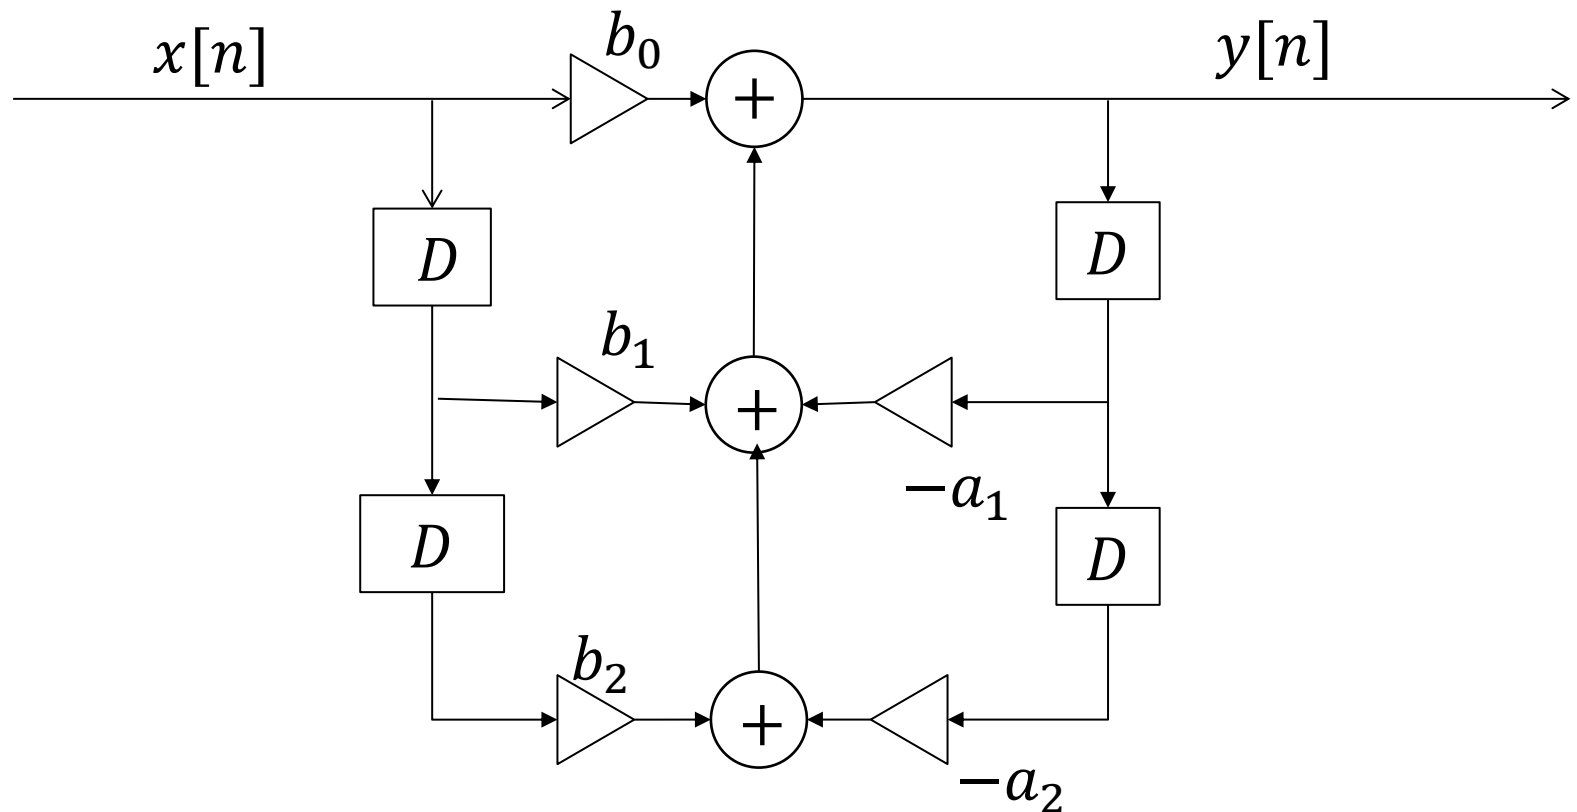 x[n] b₀ + y[n]
D D
b₁ + −a₁
D D
b₂ + −a₂